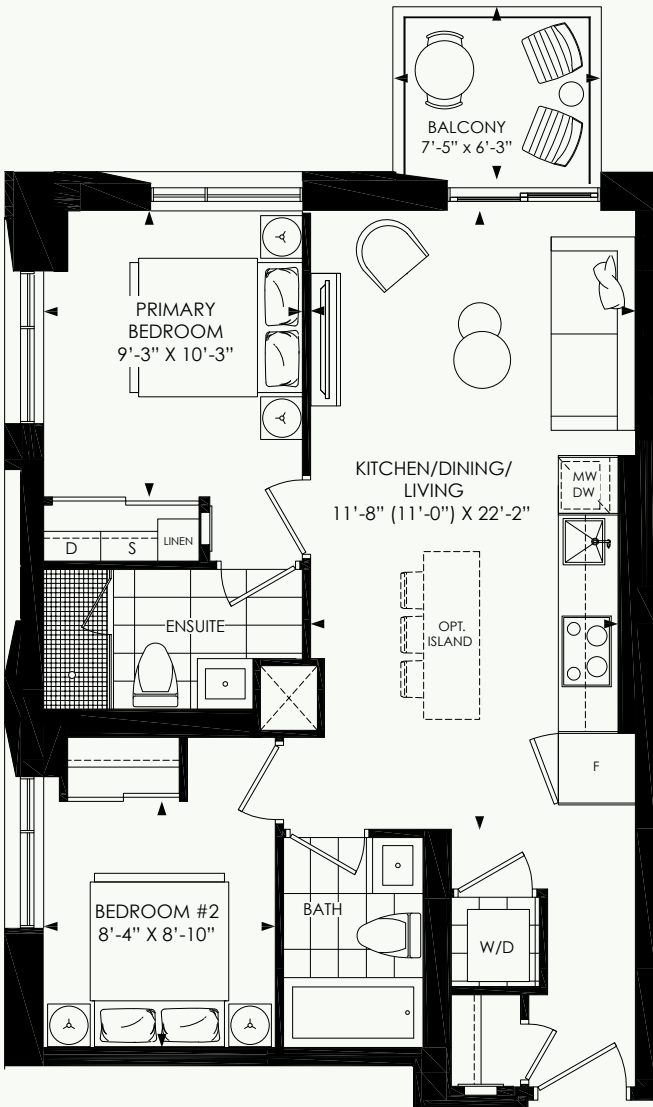 BALCONY
7'-5” x 6'-3”
PRIMARY
BEDROOM
9'-3” X 10'-3”
KITCHEN/DINING/
LIVING
11'-8” (11'-0”) X 22'-2”
MW
DW
D
S
LINEN
ENSUITE
OPT.
ISLAND
F
BEDROOM #2
8'-4” X 8'-10”
BATH
W/D